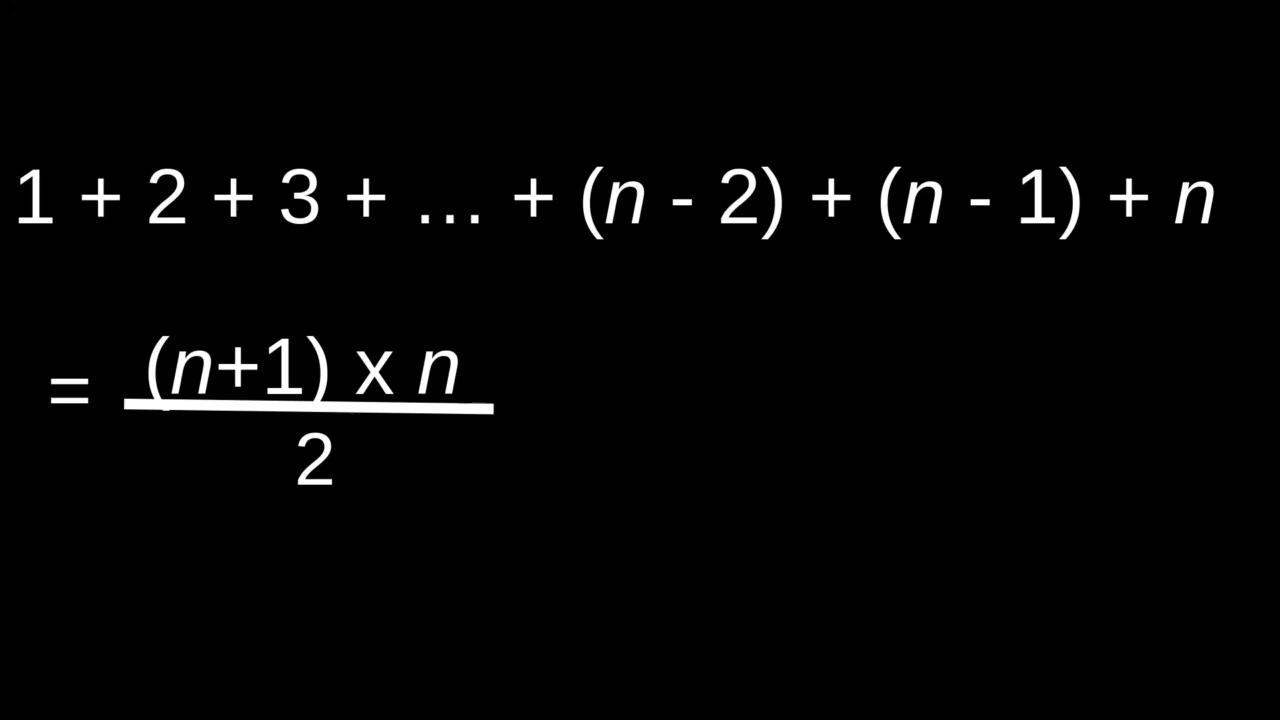 1 + 2 + 3 + ... + (n - 2) + (n - 1) + n
= (n+1) x n
2